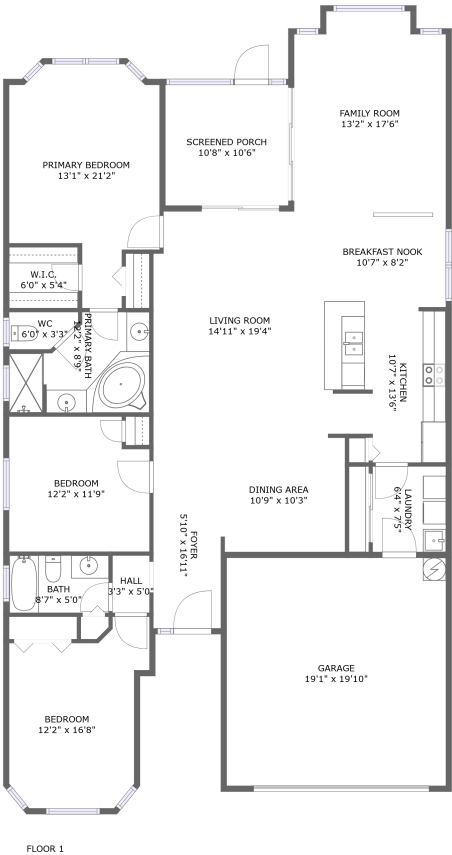 FAMILY ROOM
13'2" x 17'6"
SCREENED PORCH
10'8" x 10'6"
PRIMARY BEDROOM
13'1" x 21'2"
BREAKFAST NOOK
10'7" x 8'2"
W.I.C.
6'0" x 5'4"
LIVING ROOM
14'11" x 19'4"
WC
6'0" x 3'3"
PRIMARY BATH
12'2" x 8'9"
KITCHEN
10'7" x 13'6"
BEDROOM
12'2" x 11'9"
DINING AREA
10'9" x 10'3"
LAUNDRY
6'4" x 7'5"
FOYER
5'10" x 16'11"
HALL
3'3" x 5'0"
BATH
8'7" x 5'0"
GARAGE
19'1" x 19'10"
BEDROOM
12'2" x 16'8"
FLOOR 1